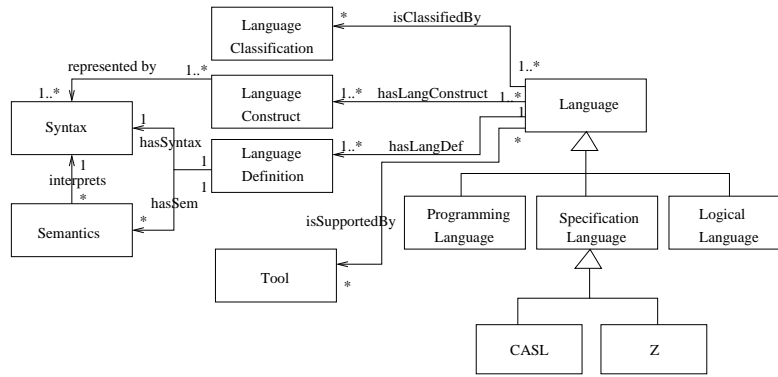 Language
Classification
*
isClassifiedBy
1..*
represented by
1..*
1..*
Language
Construct
1..*
hasLangConstruct
1..*
Language
Syntax
1
hasSyntax
1
Language
Definition
1
1..*
hasLangDef
1
*
1
interprets
*
Semantics
*
hasSem
isSupportedBy
Tool
*
Programming
Language
Specification
Language
Logical
Language
CASL
Z